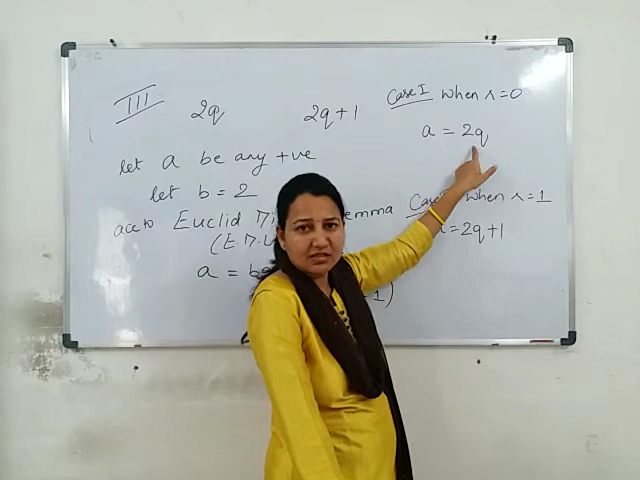 III 2q 2q+1
let a be any +ve
let b = 2
acc to Euclid
(E.D.L
a =
1)
Case I when r=0
a = 2q
when r=1
= 2q+1